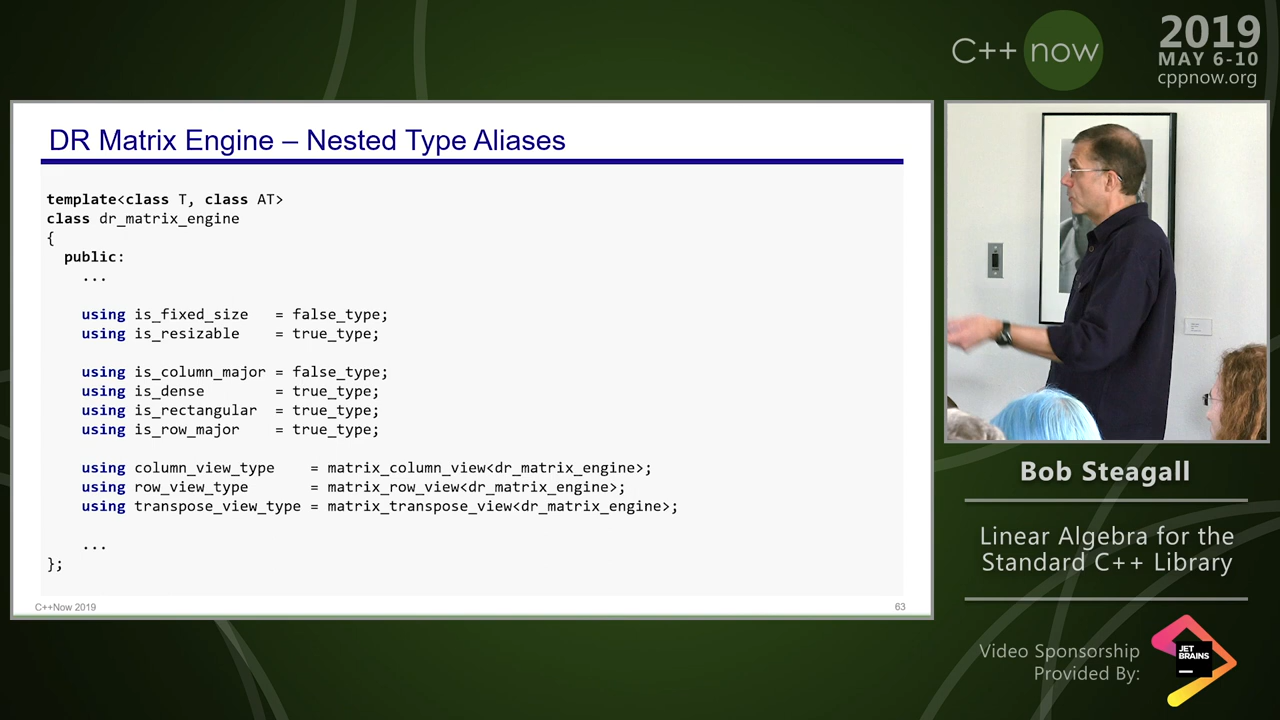 C++ now
2019
MAY 6-10
cppnow.org
DR Matrix Engine – Nested Type Aliases
template<class T, class AT>
class dr_matrix_engine
{
public:
...
using is_fixed_size = false_type;
using is_resizable = true_type;
using is_column_major = false_type;
using is_dense = true_type;
using is_rectangular = true_type;
using is_row_major = true_type;
using column_view_type = matrix_column_view<dr_matrix_engine>;
using row_view_type = matrix_row_view<dr_matrix_engine>;
using transpose_view_type = matrix_transpose_view<dr_matrix_engine>;
...
};
C++Now 2019
63
Bob Steagall
Linear Algebra for the
Standard C++ Library
Video Sponsorship
Provided By:
JET
BRAINS